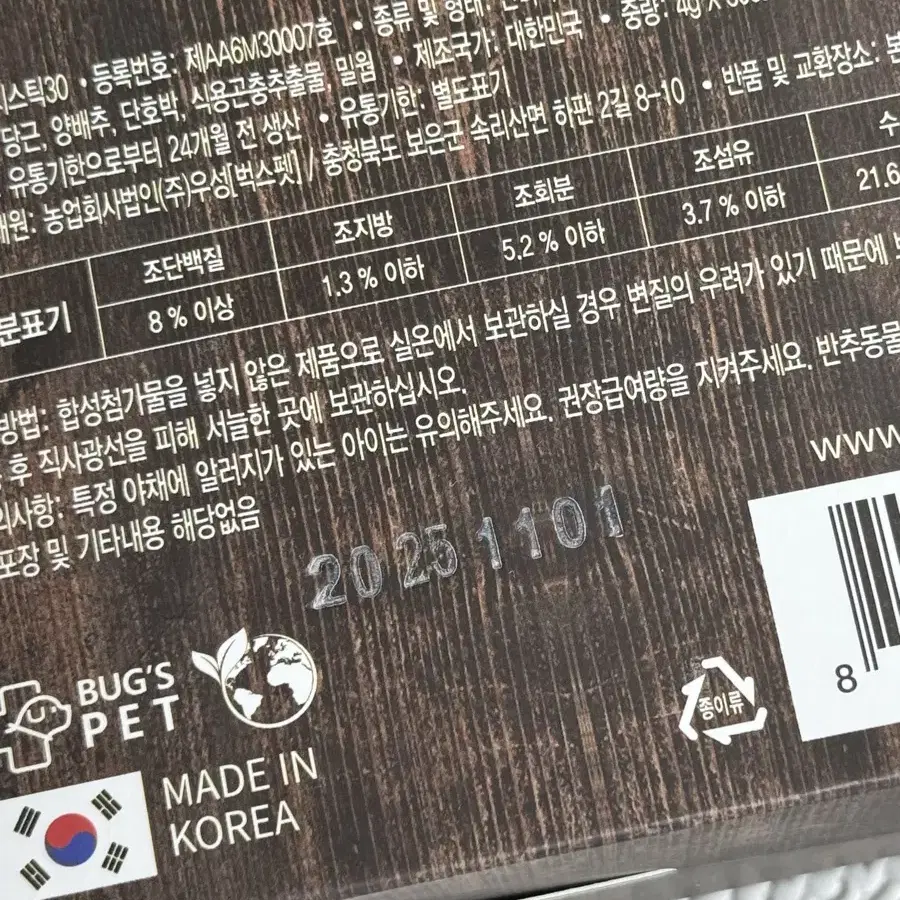 스틱30 • 등록번호: 제AA6M30007호 • 종류 및 형태: • 중량: 4g X
당근, 양배추, 단호박, 식용곤충추출물, 밀웜 • 제조국가: 대한민국
유통기한으로부터 24개월 전 생산 • 유통기한: 별도표기
농업회사법인(주)우성[벅스펫] / 충청북도 보은군 속리산면 하판 2길 8-10 • 반품 및 교환장소:
분표기 조단백질 조지방 조회분 조섬유 수
8 % 이상 1.3 % 이하 5.2 % 이하 3.7 % 이하 21.6
방법: 합성첨가물을 넣지 않은 제품으로 실온에서 보관하실 경우 변질의 우려가 있기 때문에
후 직사광선을 피해 서늘한 곳에 보관하십시오.
의사항: 특정 야채에 알러지가 있는 아이는 유의해주세요. 권장급여량을 지켜주세요. 반추동물
포장 및 기타내용 해당없음
www.
20251101
BUG'S
PET
종이류
8
MADE IN
KOREA